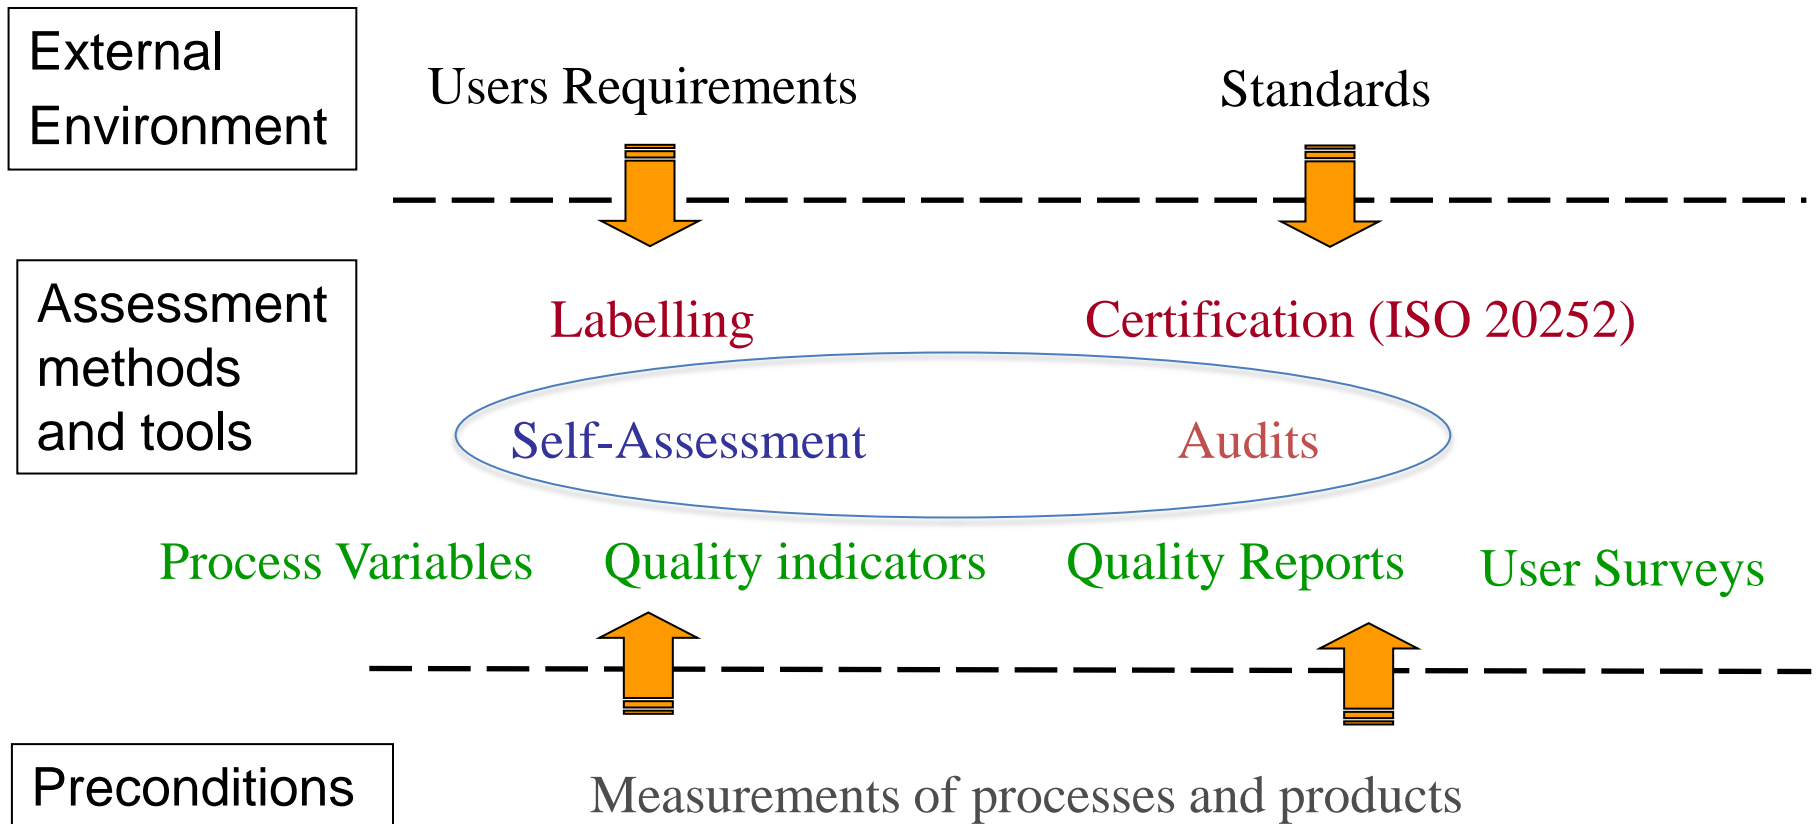 External
Environment
Users Requirements
Standards
Assessment
methods
and tools
Labelling
Certification (ISO 20252)
Self-Assessment
Audits
Process Variables
Quality indicators
Quality Reports
User Surveys
Preconditions
Measurements of processes and products